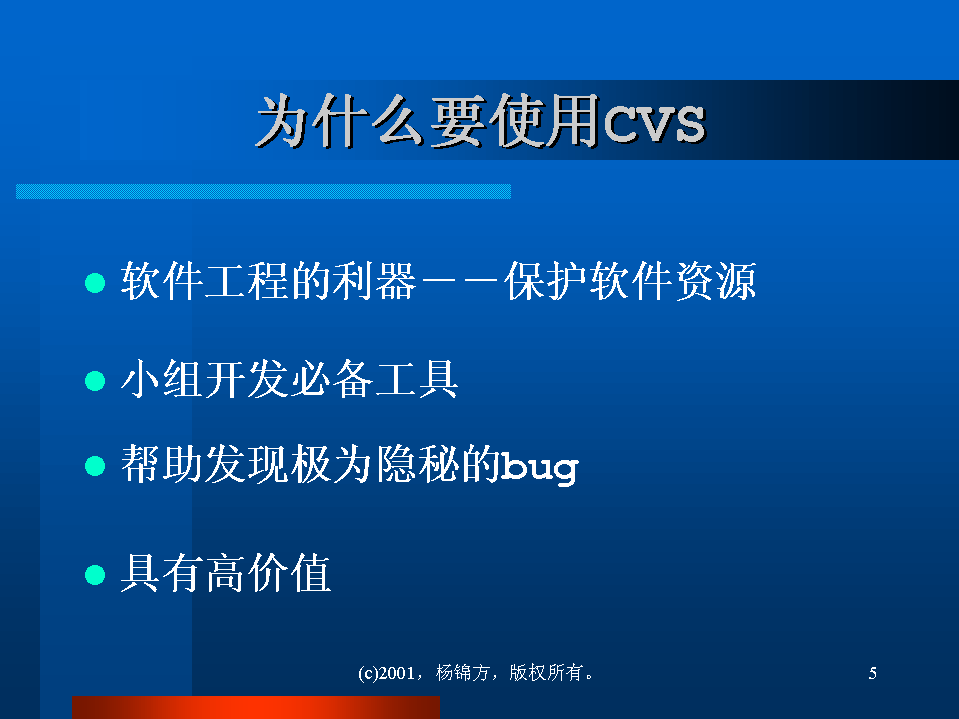 为什么要使用CVS
软件工程的利器－－保护软件资源
小组开发必备工具
帮助发现极为隐秘的bug
具有高价值
(c)2001，杨锦方，版权所有。
5